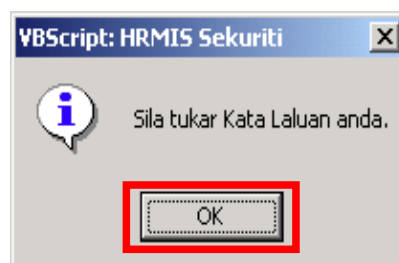 VBScript: HRMIS Sekuriti
Sila tukar Kata Laluan anda.
OK